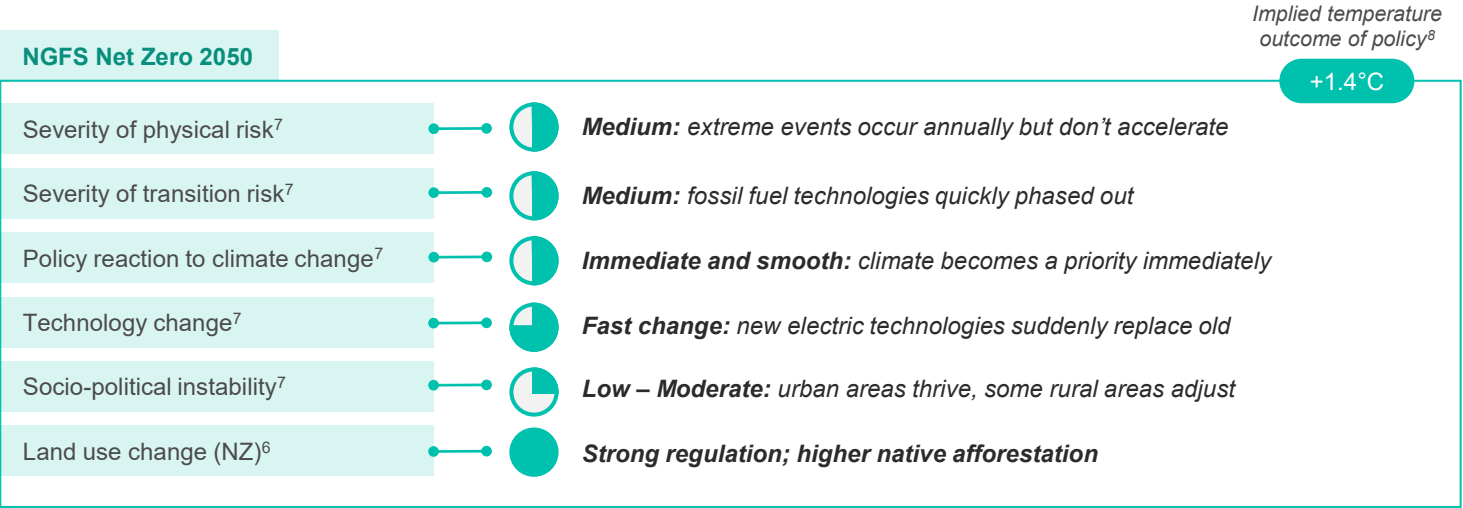 Implied temperature
outcome of policy⁸
NGFS Net Zero 2050
+1.4°C
Severity of physical risk⁷
Medium: extreme events occur annually but don’t accelerate
Severity of transition risk⁷
Medium: fossil fuel technologies quickly phased out
Policy reaction to climate change⁷
Immediate and smooth: climate becomes a priority immediately
Technology change⁷
Fast change: new electric technologies suddenly replace old
Socio-political instability⁷
Low – Moderate: urban areas thrive, some rural areas adjust
Land use change (NZ)⁶
Strong regulation; higher native afforestation